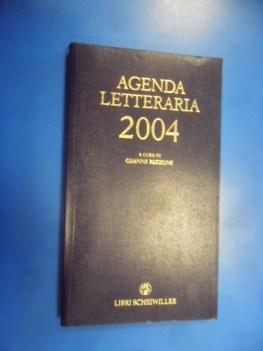 AGENDA
LETTERARIA
2004
A CURA DI
GIANNI RIZZONI
LIBRI SCHEIWILLER